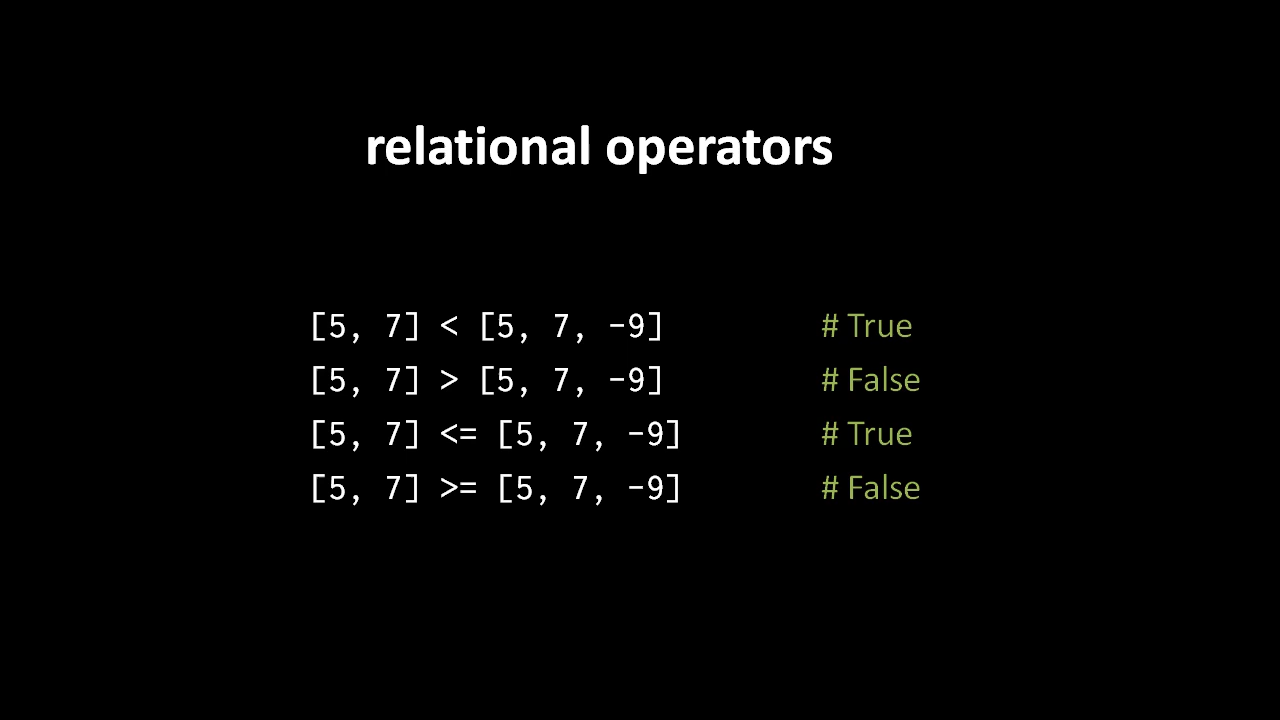 relational operators
[5, 7] < [5, 7, -9] # True
[5, 7] > [5, 7, -9] # False
[5, 7] <= [5, 7, -9] # True
[5, 7] >= [5, 7, -9] # False